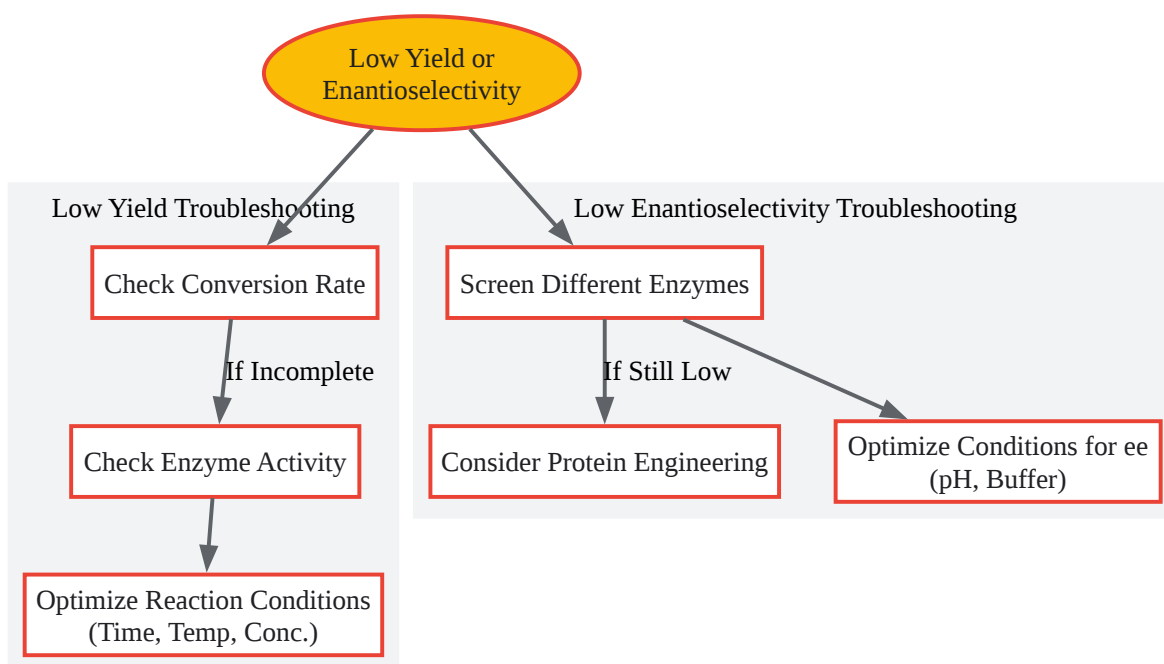 Low Yield or
Enantioselectivity
Low Yield Troubleshooting
Check Conversion Rate
If Incomplete
Check Enzyme Activity
Optimize Reaction Conditions
(Time, Temp, Conc.)
Low Enantioselectivity Troubleshooting
Screen Different Enzymes
If Still Low
Consider Protein Engineering
Optimize Conditions for ee
(pH, Buffer)